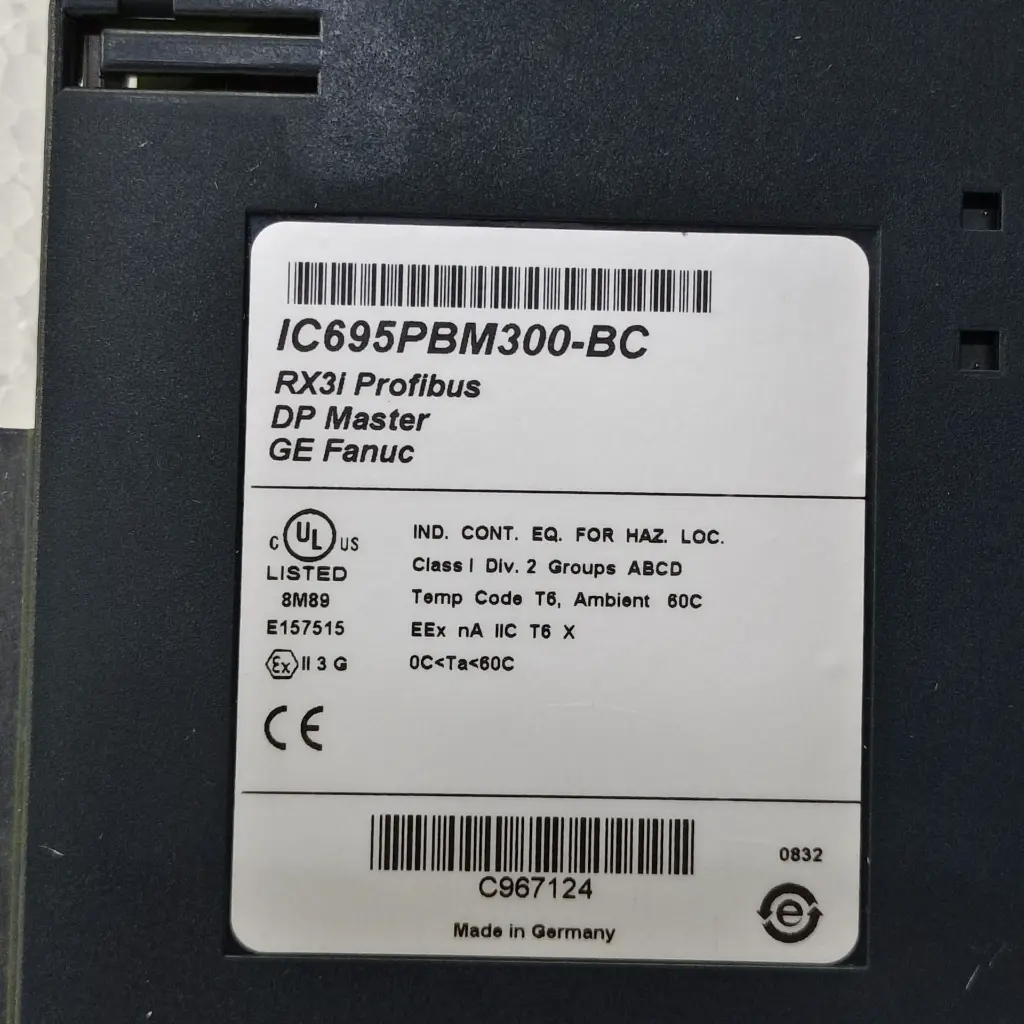 IC695PBM300-BC
RX3i Profibus
DP Master
GE Fanuc
C UL US
LISTED
8M89
E157515
Ex II 3 G
CE
IND. CONT. EQ. FOR HAZ. LOC.
Class I Div. 2 Groups ABCD
Temp Code T6, Ambient 60C
EEx nA IIC T6 X
0C<Ta<60C
C967124
Made in Germany
0832
e